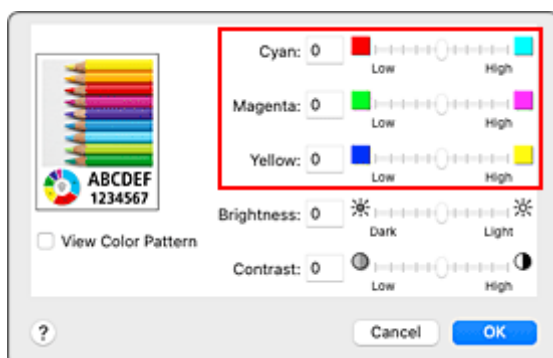 Cyan: 0
Low High
Magenta: 0
Low High
Yellow: 0
Low High
ABCDEF
1234567
Brightness: 0
Dark Light
View Color Pattern
Contrast: 0
Low High
? Cancel OK